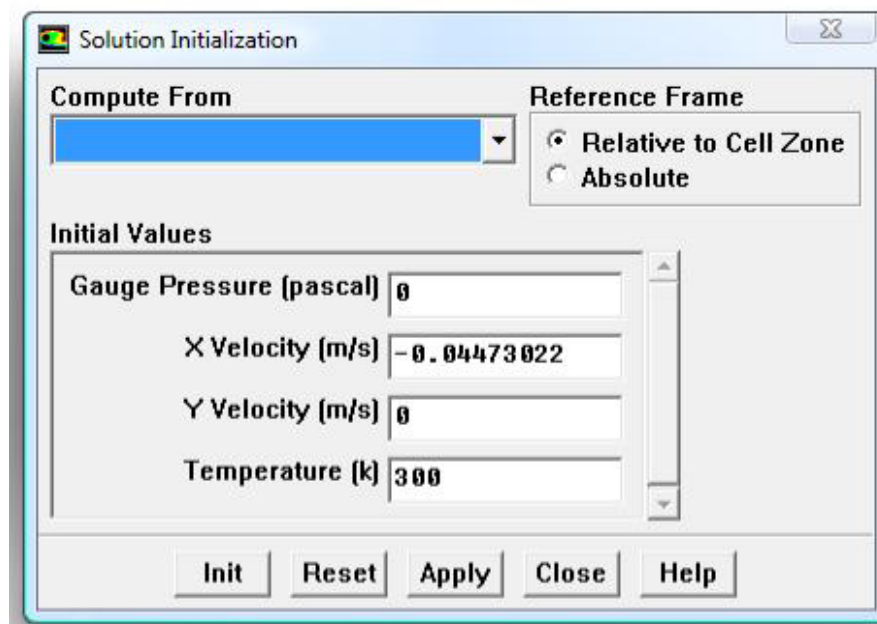 Solution Initialization
Compute From
Reference Frame
Relative to Cell Zone
Absolute
Initial Values
Gauge Pressure (pascal) 0
X Velocity (m/s) -0.04473022
Y Velocity (m/s) 0
Temperature (k) 300
Init Reset Apply Close Help